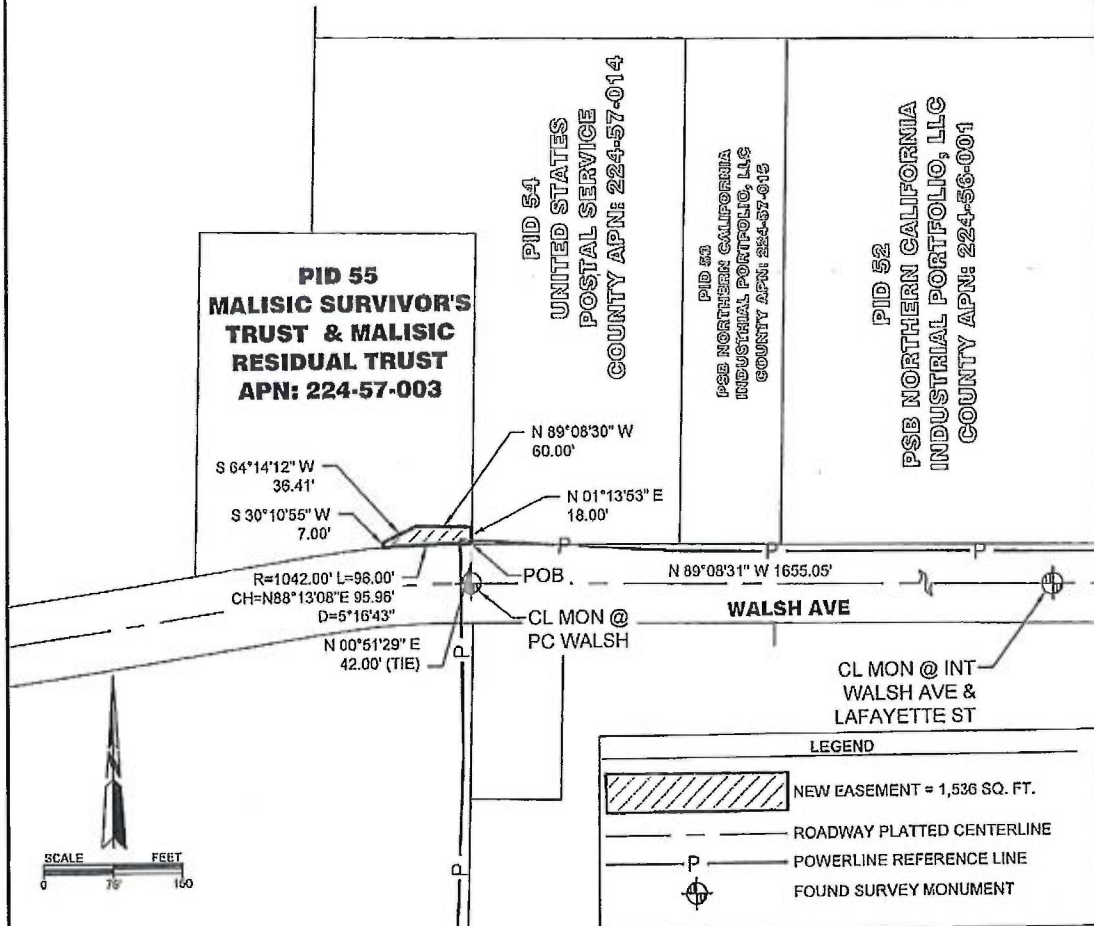 PID 54
UNITED STATES
POSTAL SERVICE
COUNTY APN: 224-57-014
PID 53
PSB NORTHERN CALIFORNIA
INDUSTRIAL PORTFOLIO, LLC
COUNTY APN: 224-57-015
PID 52
PSB NORTHERN CALIFORNIA
INDUSTRIAL PORTFOLIO, LLC
COUNTY APN: 224-56-001
PID 55
MALISIC SURVIVOR'S
TRUST & MALISIC
RESIDUAL TRUST
APN: 224-57-003
N 89°08'30" W
60.00'
S 64°14'12" W
36.41'
N 01°13'53" E
18.00'
S 30°10'55" W
7.00'
P
P
P
R=1042.00' L=96.00'
CH=N88°13'08"E 95.96'
D=5°16'43"
POB
N 89°08'31" W 1655.05'
WALSH AVE
CL MON @
PC WALSH
N 00°51'29" E
42.00' (TIE)
P
CL MON @ INT
WALSH AVE &
LAFAYETTE ST
N
P
SCALE FEET
0 75' 150
LEGEND
NEW EASEMENT = 1,536 SQ. FT.
ROADWAY PLATTED CENTERLINE
P POWERLINE REFERENCE LINE
FOUND SURVEY MONUMENT